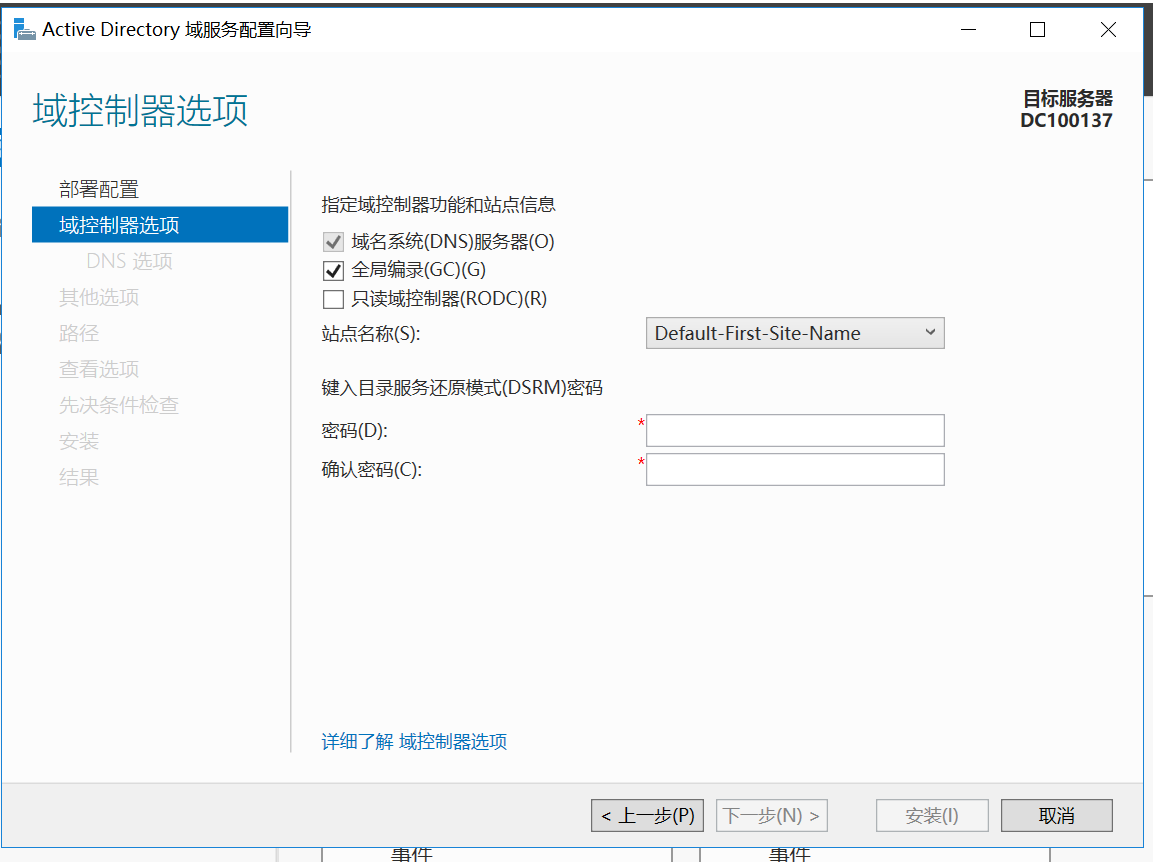 Active Directory 域服务配置向导
域控制器选项
目标服务器
DC100137
部署配置
域控制器选项
DNS 选项
其他选项
路径
查看选项
先决条件检查
安装
结果
指定域控制器功能和站点信息
域名系统(DNS)服务器(O)
全局编录(GC)(G)
只读域控制器(RODC)(R)
站点名称(S): Default-First-Site-Name
键入目录服务还原模式(DSRM)密码
密码(D): *
确认密码(C): *
详细了解 域控制器选项
< 上一步(P) 下一步(N) > 安装(I) 取消
事件 事件